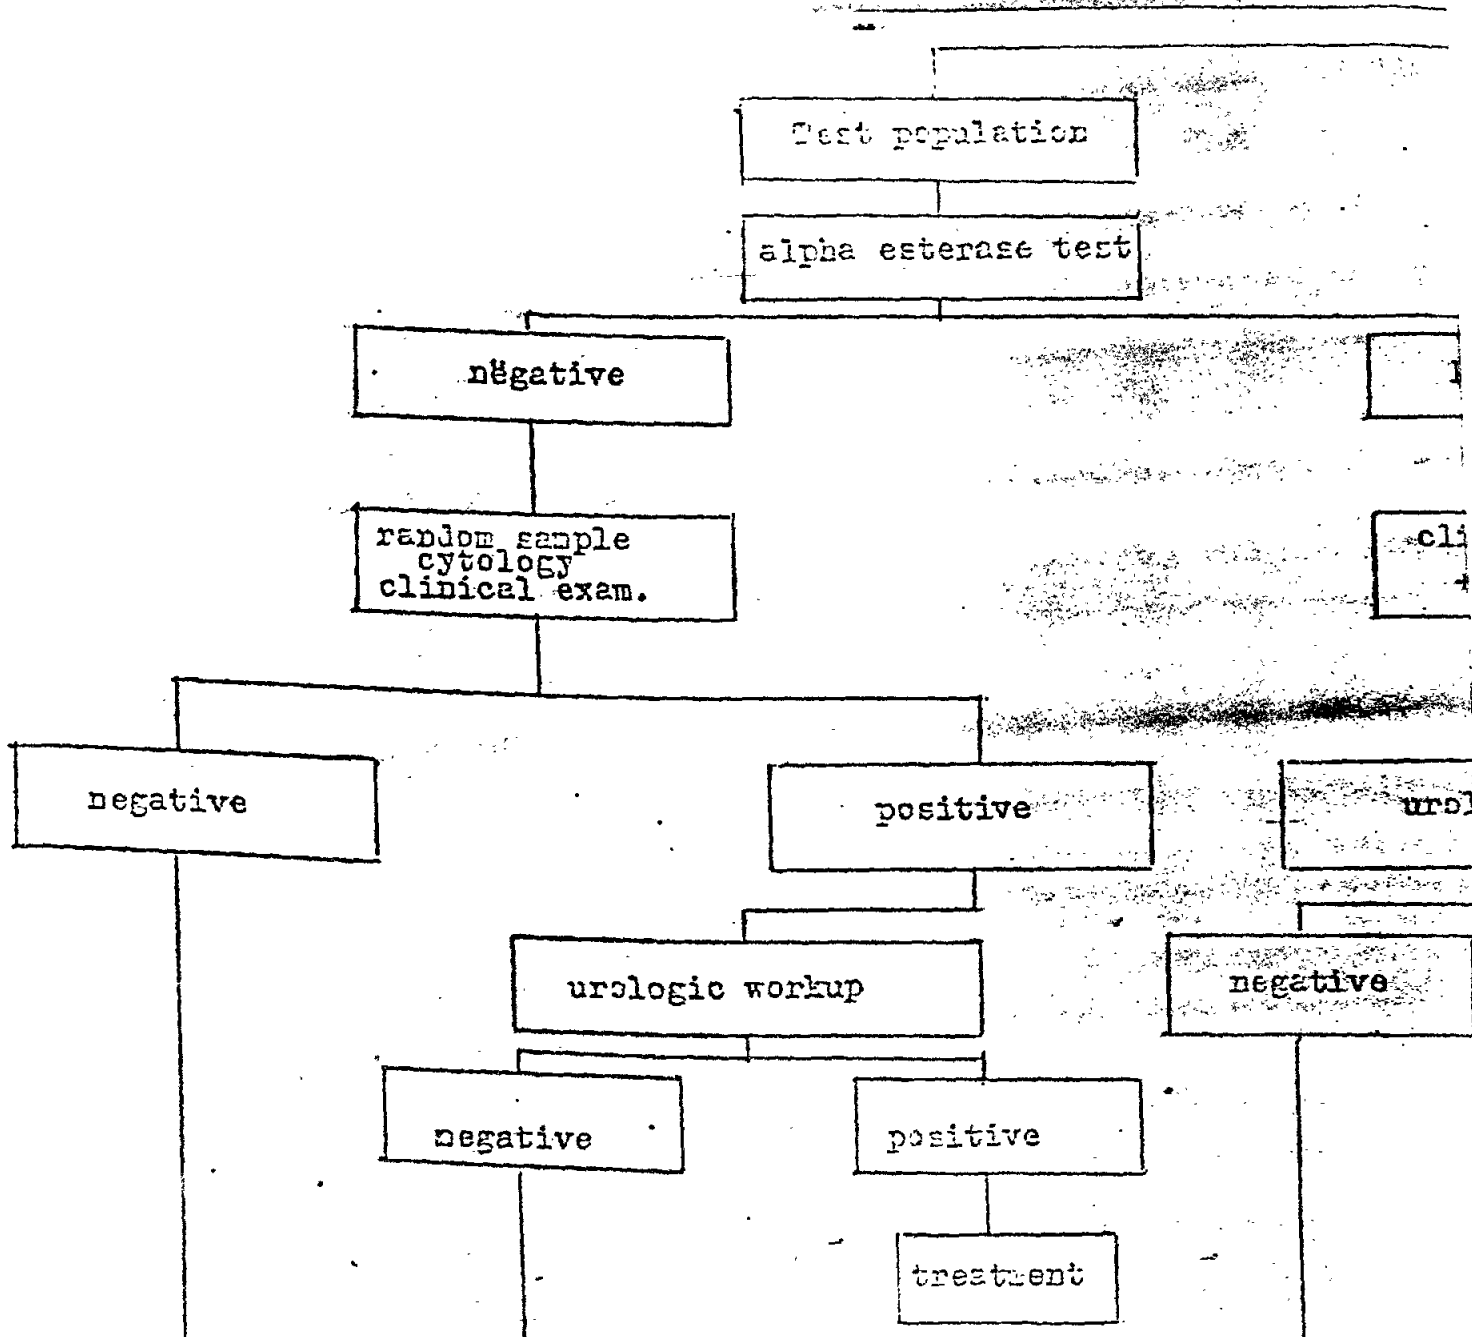 Test population
alpha esterase test
negative
random sample
cytology
clinical exam.
negative
positive
urologic workup
negative
negative
positive
treatment